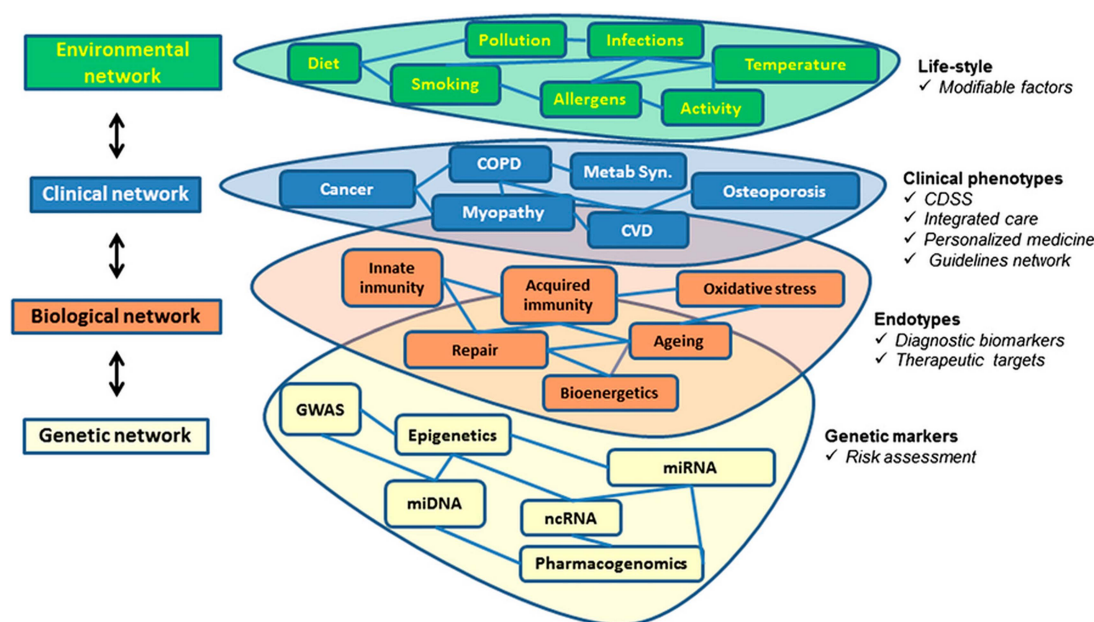 Environmental
network
Diet
Pollution
Infections
Smoking
Allergens
Temperature
Activity
Life-style
✓ Modifiable factors
Clinical network
Cancer
COPD
Metab Syn.
Myopathy
CVD
Osteoporosis
Clinical phenotypes
✓ CDSS
✓ Integrated care
✓ Personalized medicine
✓ Guidelines network
Biological network
Innate
inmunity
Acquired
immunity
Oxidative stress
Repair
Ageing
Bioenergetics
Endotypes
✓ Diagnostic biomarkers
✓ Therapeutic targets
Genetic network
GWAS
Epigenetics
miRNA
miDNA
ncRNA
Pharmacogenomics
Genetic markers
✓ Risk assessment